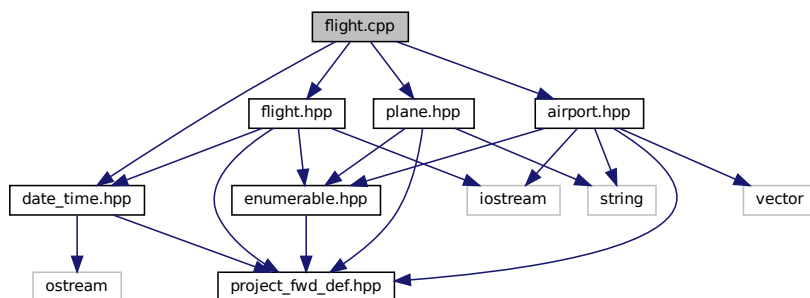 flight.cpp
flight.hpp
plane.hpp
airport.hpp
date_time.hpp
enumerable.hpp
iostream
string
vector
ostream
project_fwd_def.hpp